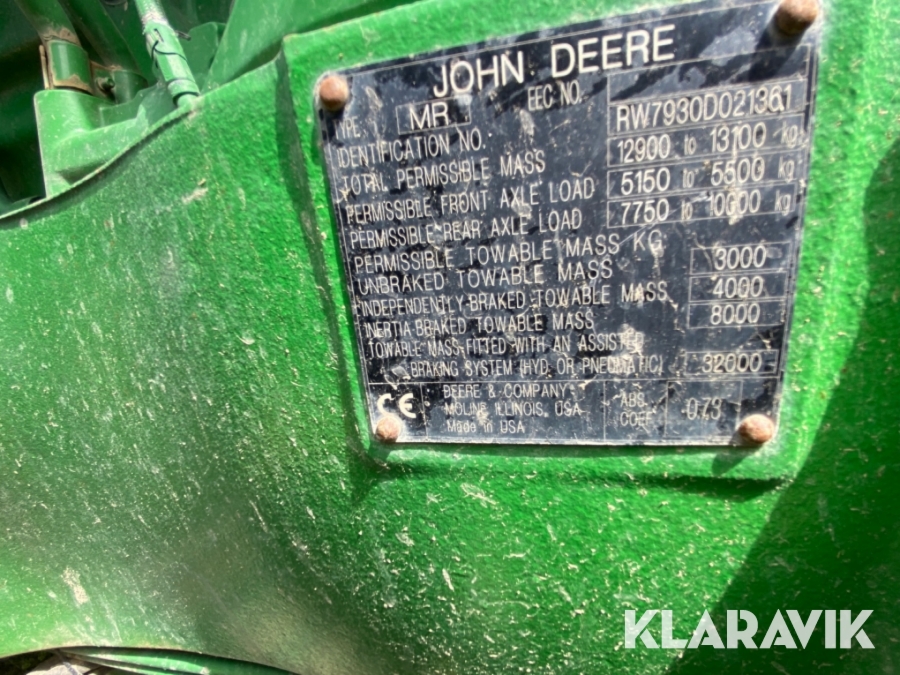 JOHN DEERE
TYPE MR EEC NO.
IDENTIFICATION NO. RW7930D021361
TOTAL PERMISSIBLE MASS 12900 to 13100 kg
PERMISSIBLE FRONT AXLE LOAD 5150 to 5500 kg
PERMISSIBLE REAR AXLE LOAD 7750 to 10000 kg
PERMISSIBLE TOWABLE MASS KG
UNBRAKED TOWABLE MASS 3000
INDEPENDENTLY-BRAKED TOWABLE MASS 4000
INERTIA-BRAKED TOWABLE MASS 8000
TOWABLE MASS FITTED WITH AN ASSISTED
BRAKING SYSTEM (HYD. OR PNEUMATIC) 32000
CE
DEERE & COMPANY
MOLINE ILLINOIS, USA
Made in USA
ABS.
COEF 0.73
KLARAVIK